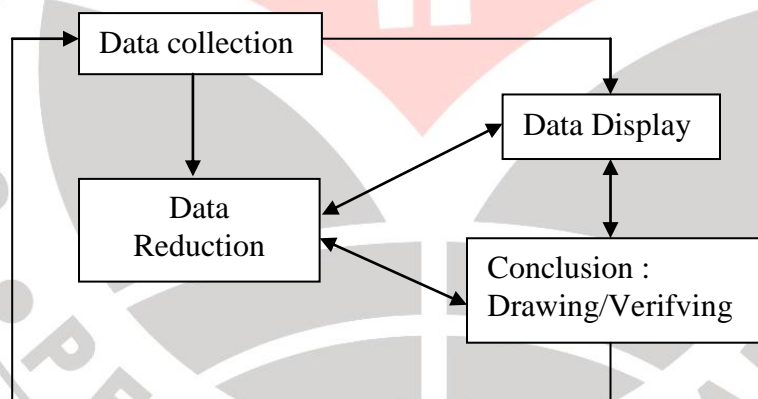 Data collection
Data Display
Data
Reduction
Conclusion :
Drawing/Verifving